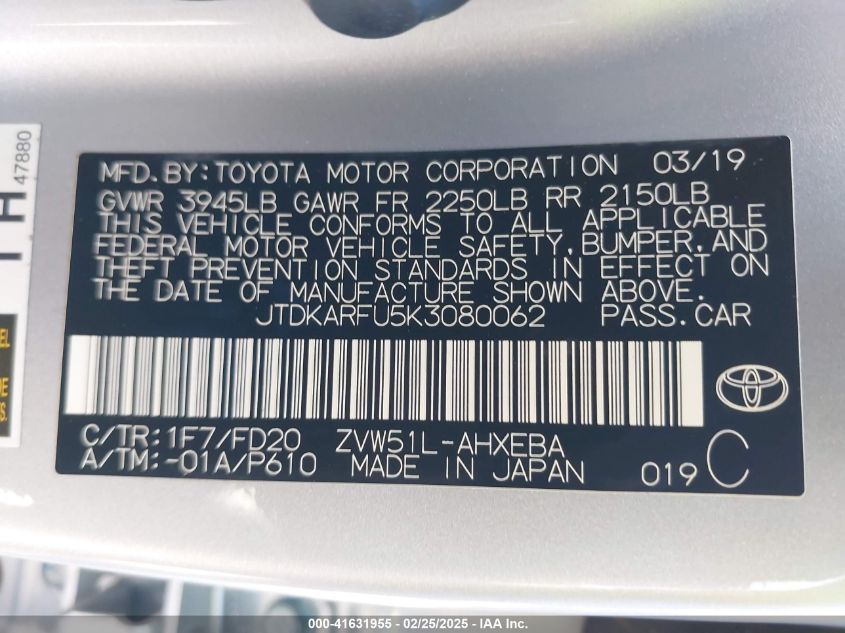 MFD. BY: TOYOTA MOTOR CORPORATION 03/19
GVWR 3945LB GAWR FR 2250LB RR 2150LB
THIS VEHICLE CONFORMS TO ALL APPLICABLE
FEDERAL MOTOR VEHICLE SAFETY, BUMPER, AND
THEFT PREVENTION STANDARDS IN EFFECT ON
THE DATE OF MANUFACTURE SHOWN ABOVE.
JTDKARFU5K3080062 PASS. CAR
C/TR: 1F7/FD20 ZVW51L-AHXEBA
A/TM: -01A/P610 MADE IN JAPAN 019 C
47880
000-41631955 - 02/25/2025 - IAA Inc.